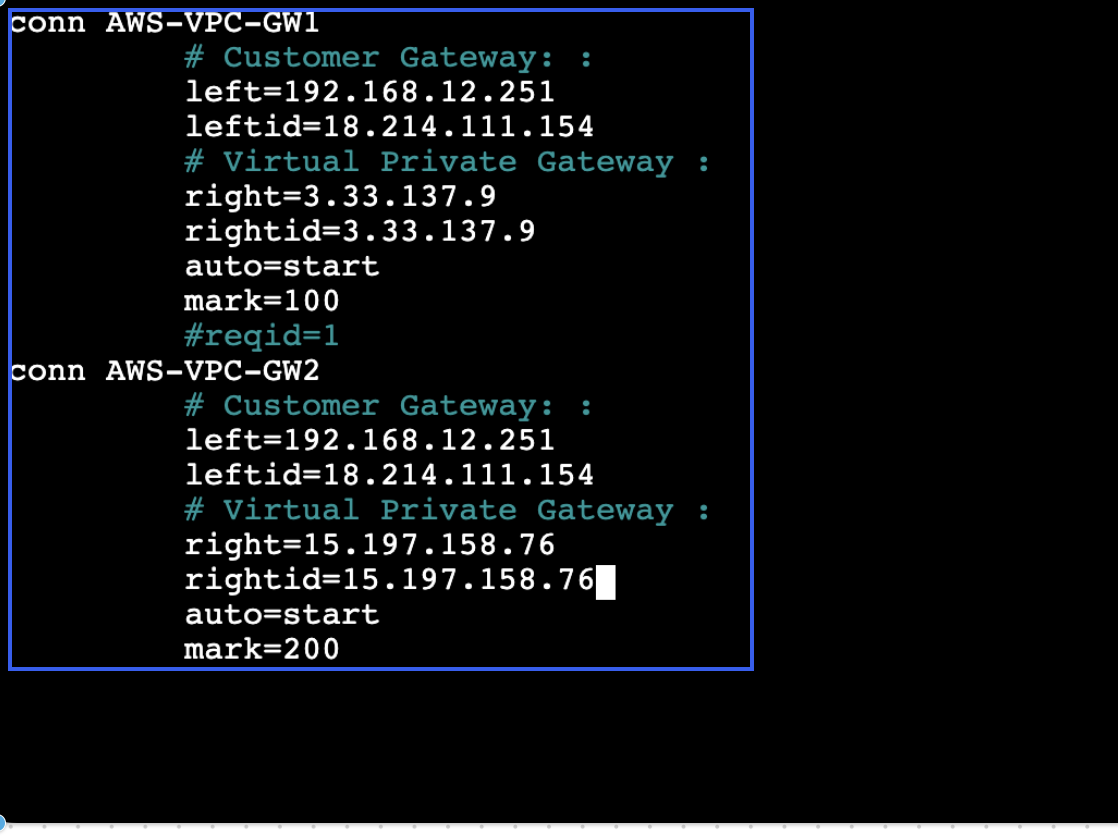 conn AWS-VPC-GW1
# Customer Gateway: :
left=192.168.12.251
leftid=18.214.111.154
# Virtual Private Gateway :
right=3.33.137.9
rightid=3.33.137.9
auto=start
mark=100
#reqid=1
conn AWS-VPC-GW2
# Customer Gateway: :
left=192.168.12.251
leftid=18.214.111.154
# Virtual Private Gateway :
right=15.197.158.76
rightid=15.197.158.76
auto=start
mark=200